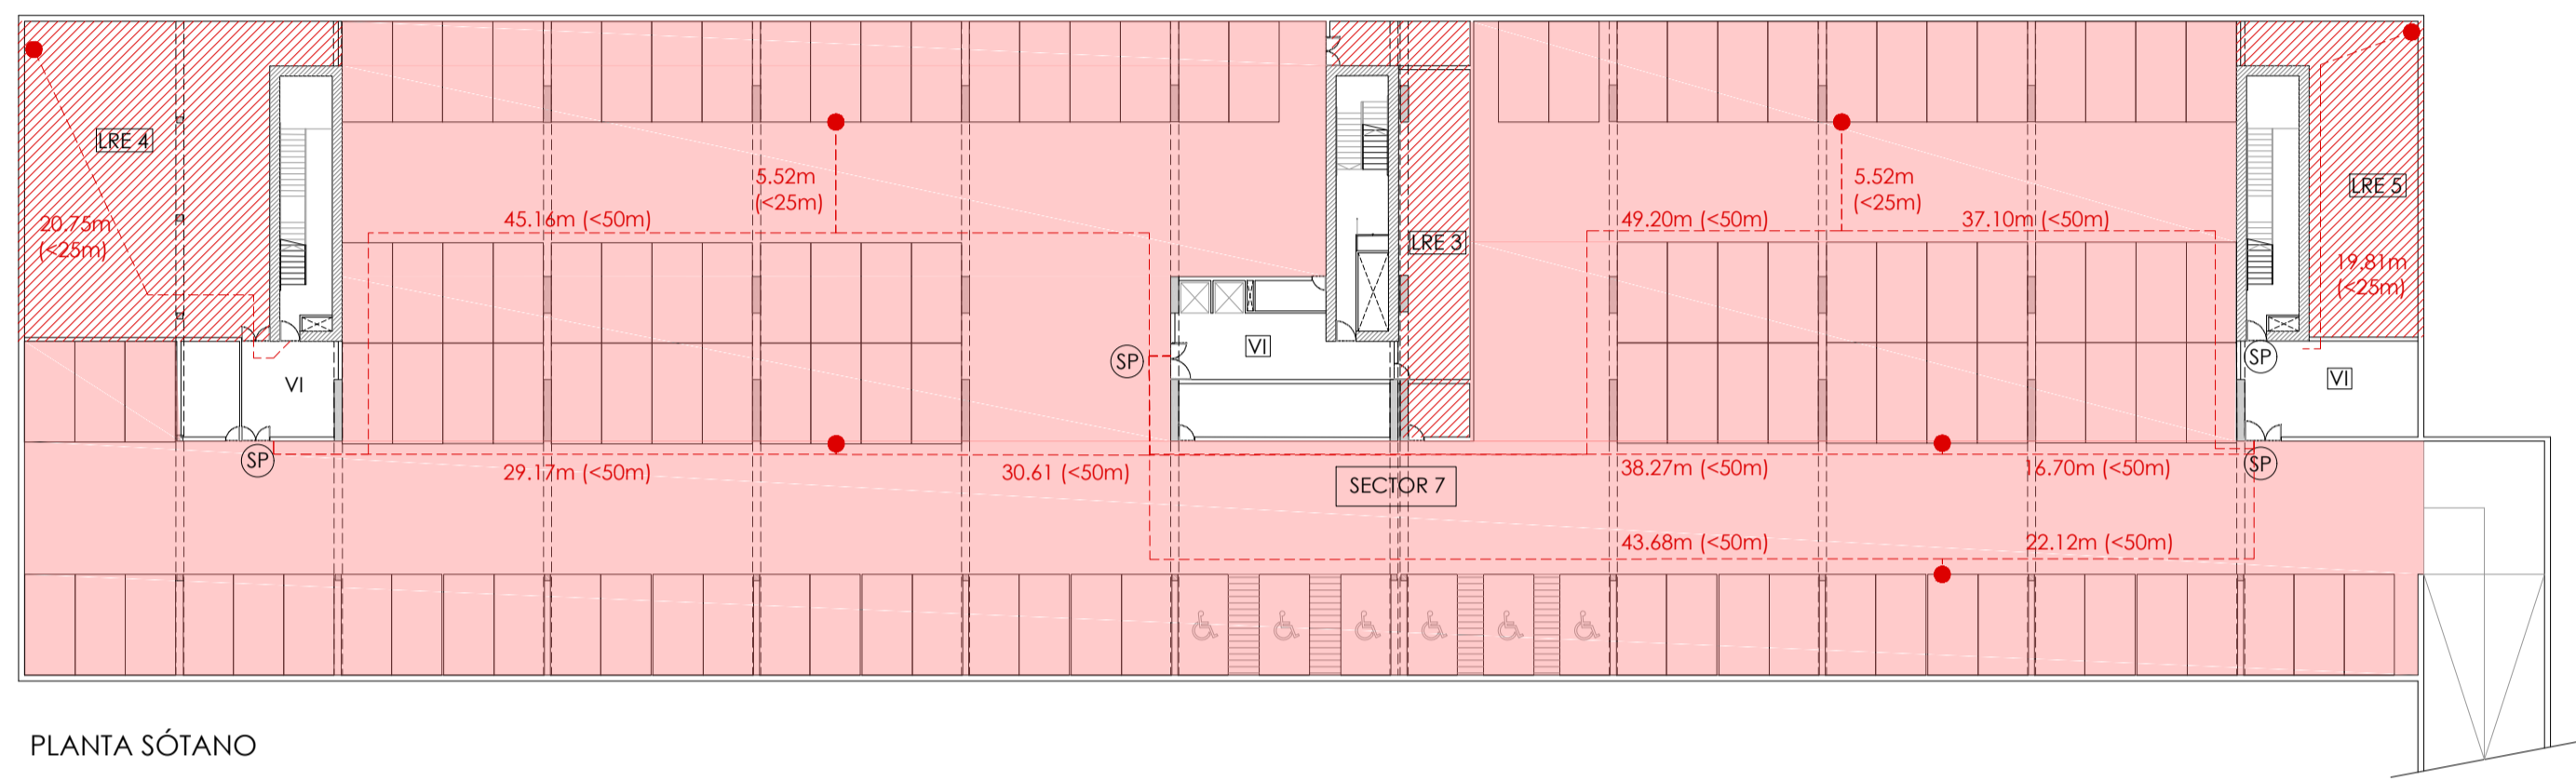 LRE 4
20.75m
(<25m)
5.52m
(<25m)
45.16m (<50m)
LRE 3
49.20m (<50m)
5.52m
(<25m)
37.10m (<50m)
LRE 5
19.81m
(<25m)
VI
SP
VI
SP
SP
VI
SP
29.17m (<50m)
30.61 (<50m)
SECTOR 7
38.27m (<50m)
16.70m (<50m)
43.68m (<50m)
22.12m (<50m)
PLANTA SÓTANO